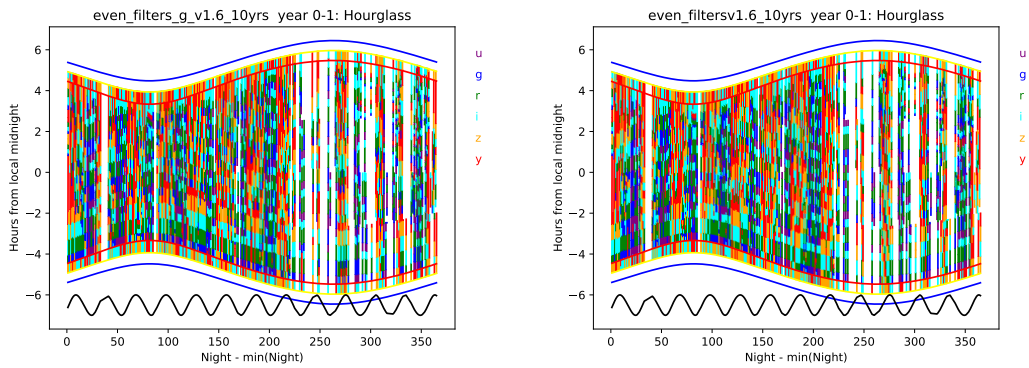 even_filters_g_v1.6_10yrs  year 0-1: Hourglass
Hours from local midnight
6
4
2
0
−2
−4
−6
0 50 100 150 200 250 300 350
Night - min(Night)
u
g
r
i
z
y
even_filtersv1.6_10yrs  year 0-1: Hourglass
Hours from local midnight
6
4
2
0
−2
−4
−6
0 50 100 150 200 250 300 350
Night - min(Night)
u
g
r
i
z
y